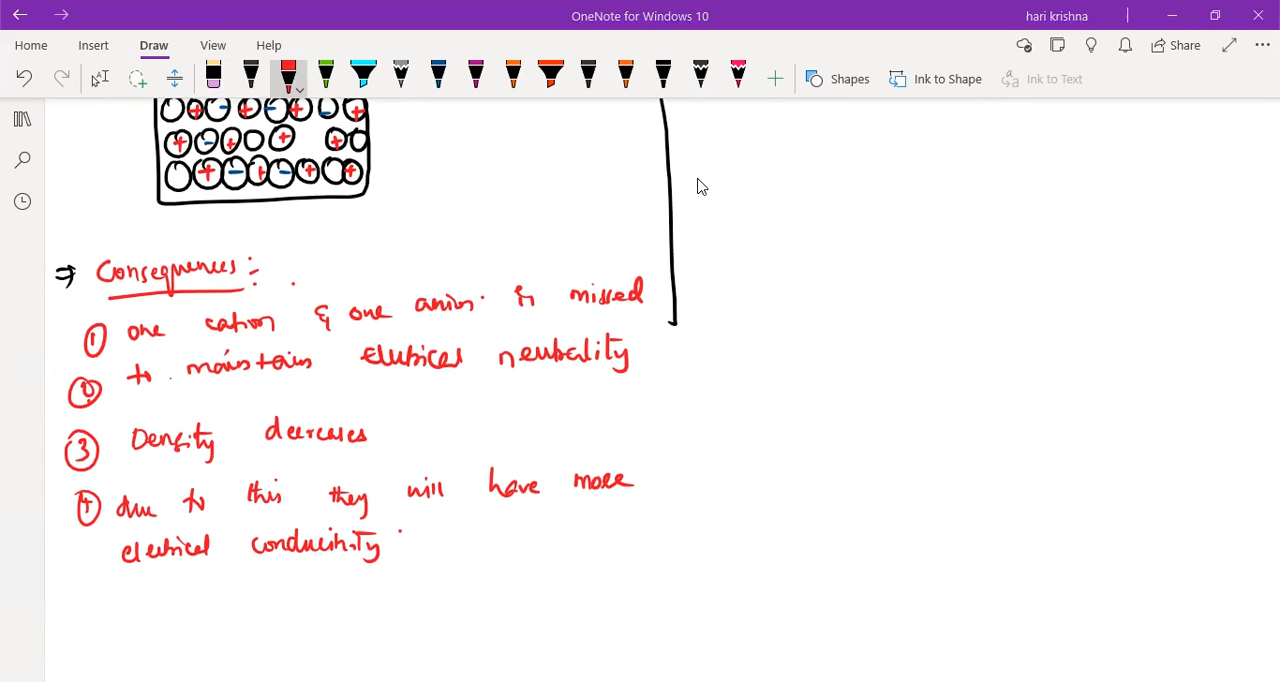 OneNote for Windows 10
hari krishna
Home Insert Draw View Help
Share
Shapes
Ink to Shape
Ink to Text
+ - + - + - +
+ - + + +
+ - + - + +
⇒ Consequences :-
① one cation & one anion is missed
② to maintain electrical neutrality
③ Density decreases
④ due to this they will have more
electrical conductivity